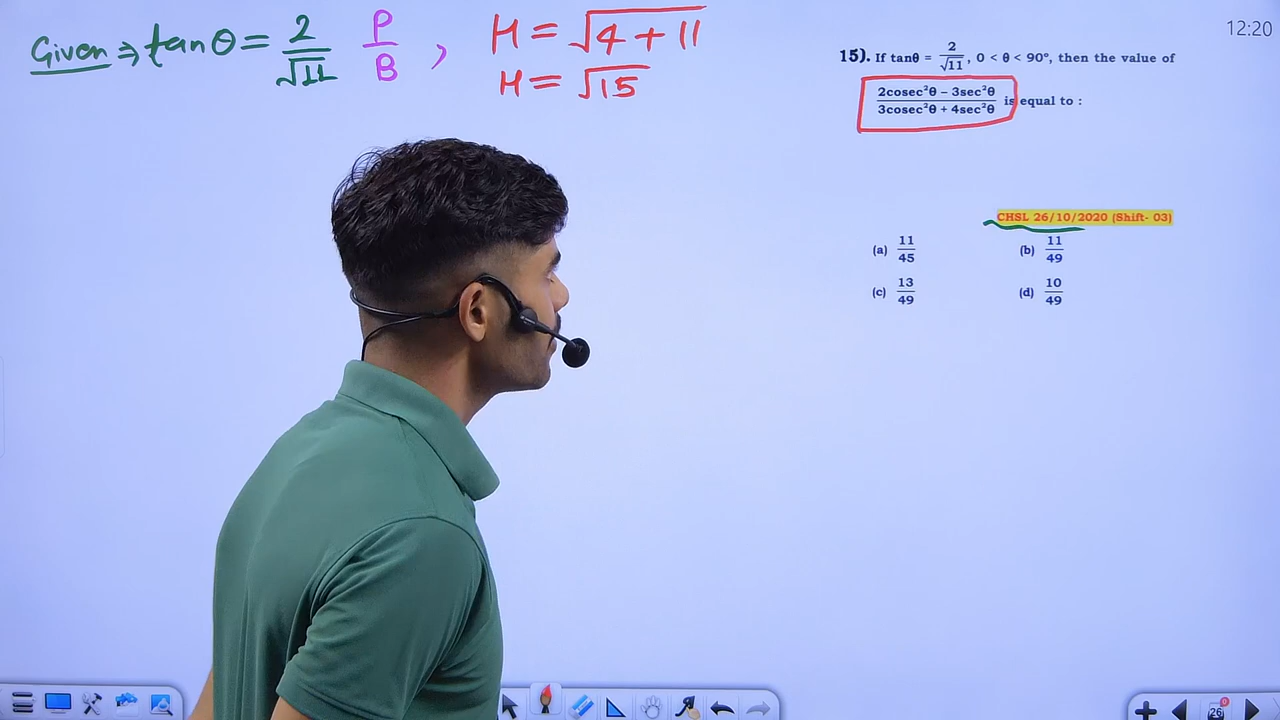 Given ⇒ tanθ = 2/√11 P/B , H = √4 + 11
H = √15
12:20
15). If tanθ = 2/√11, 0 < θ < 90°, then the value of
2cosec²θ − 3sec²θ / 3cosec²θ + 4sec²θ is equal to :
CHSL 26/10/2020 (Shift- 03)
(a) 11/45 (b) 11/49
(c) 13/49 (d) 10/49
26